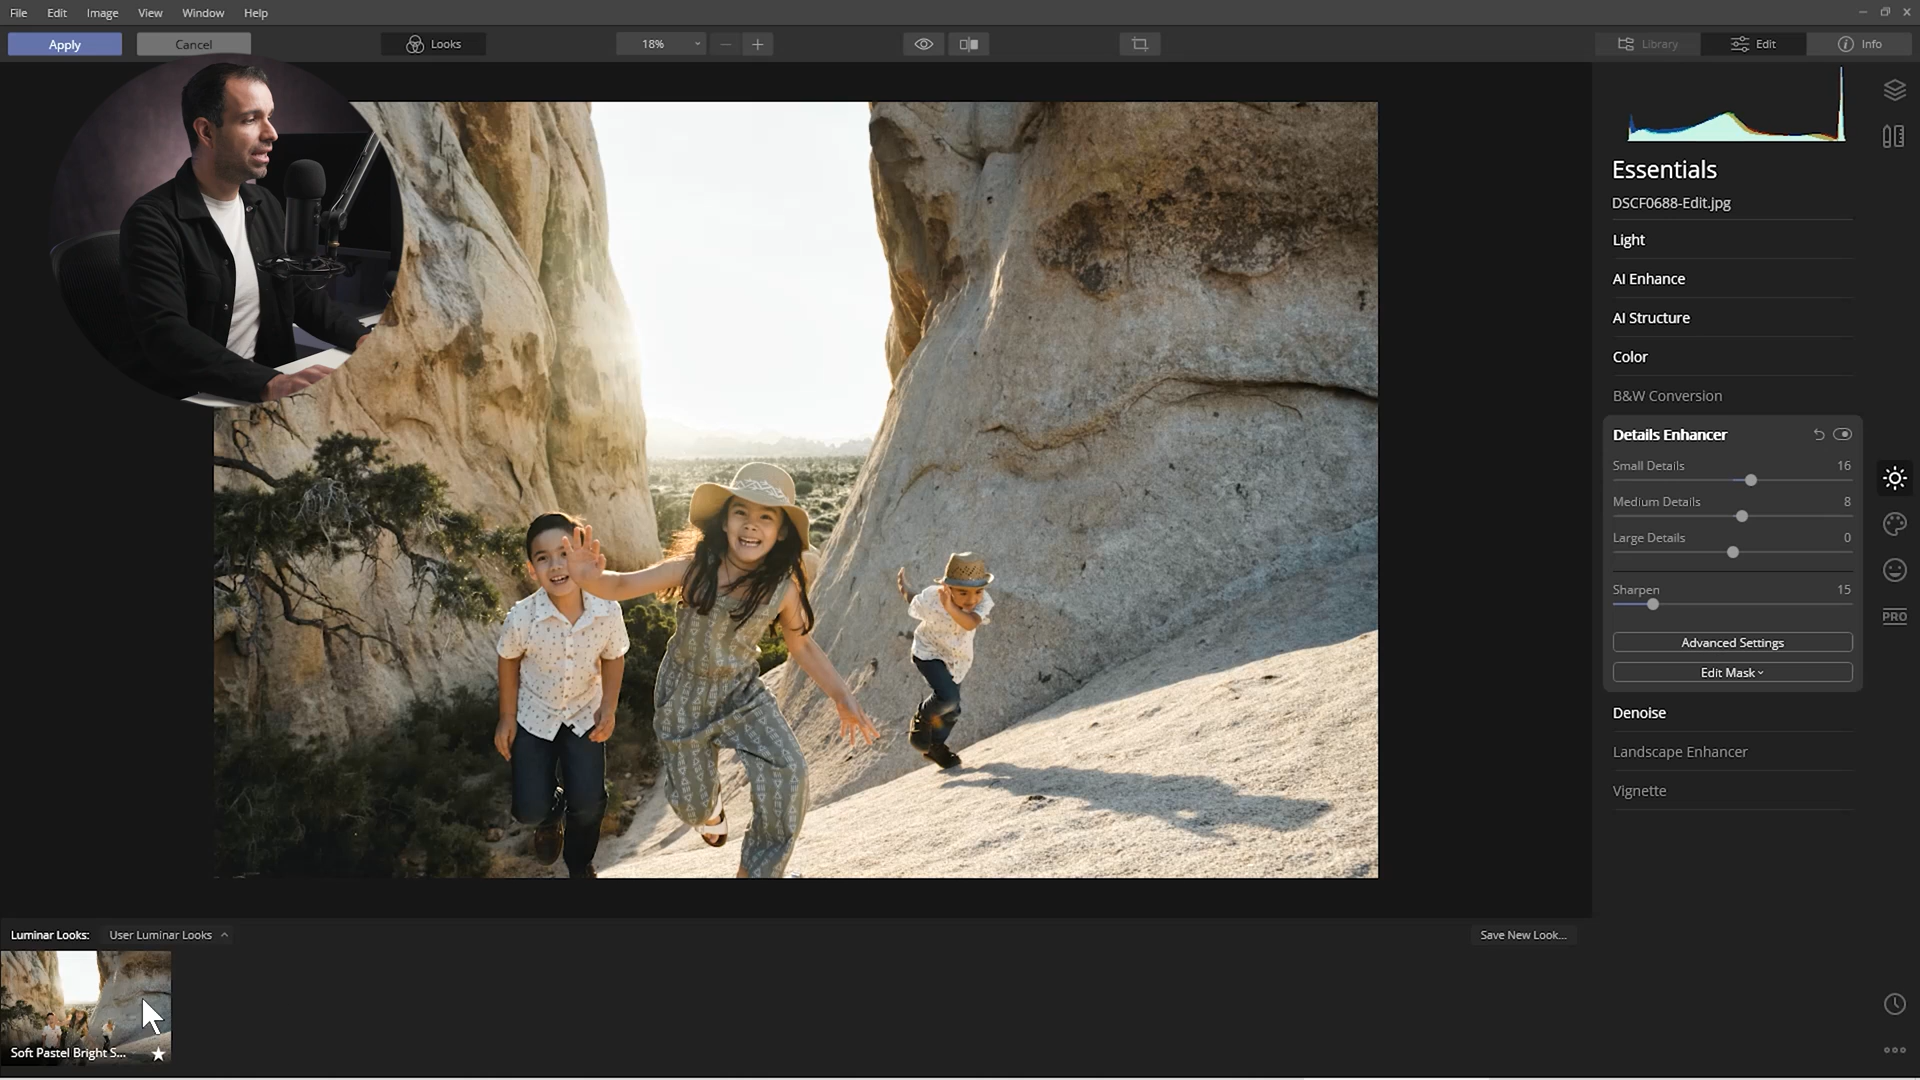 File Edit Image View Window Help
Apply Cancel Looks 18% Library Edit Info
Essentials
DSCF0688-Edit.jpg
Light
AI Enhance
AI Structure
Color
B&W Conversion
Details Enhancer
Small Details 16
Medium Details 8
Large Details 0
Sharpen 15
Advanced Settings
Edit Mask
PRO
Denoise
Landscape Enhancer
Vignette
Luminar Looks: User Luminar Looks Save New Look...
Soft Pastel Bright S...